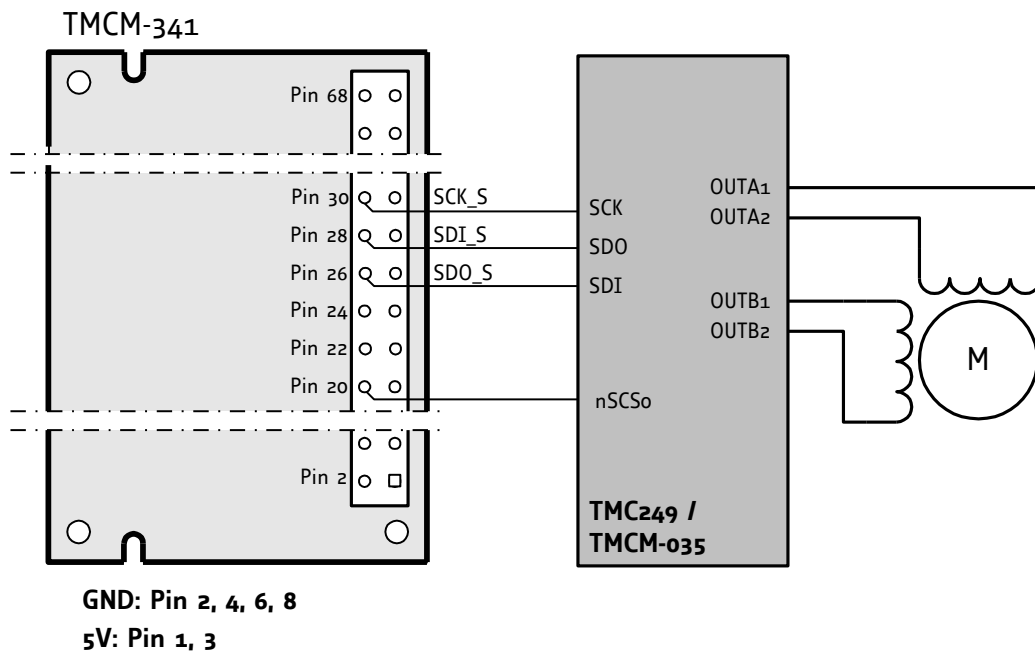 TMCM-341
Pin 68
Pin 30
Pin 28
Pin 26
Pin 24
Pin 22
Pin 20
Pin 2
SCK_S
SDI_S
SDO_S
SCK
SDO
SDI
nSCS0
OUTA1
OUTA2
OUTB1
OUTB2
TMC249 /
TMCM-035
M
GND: Pin 2, 4, 6, 8
5V: Pin 1, 3